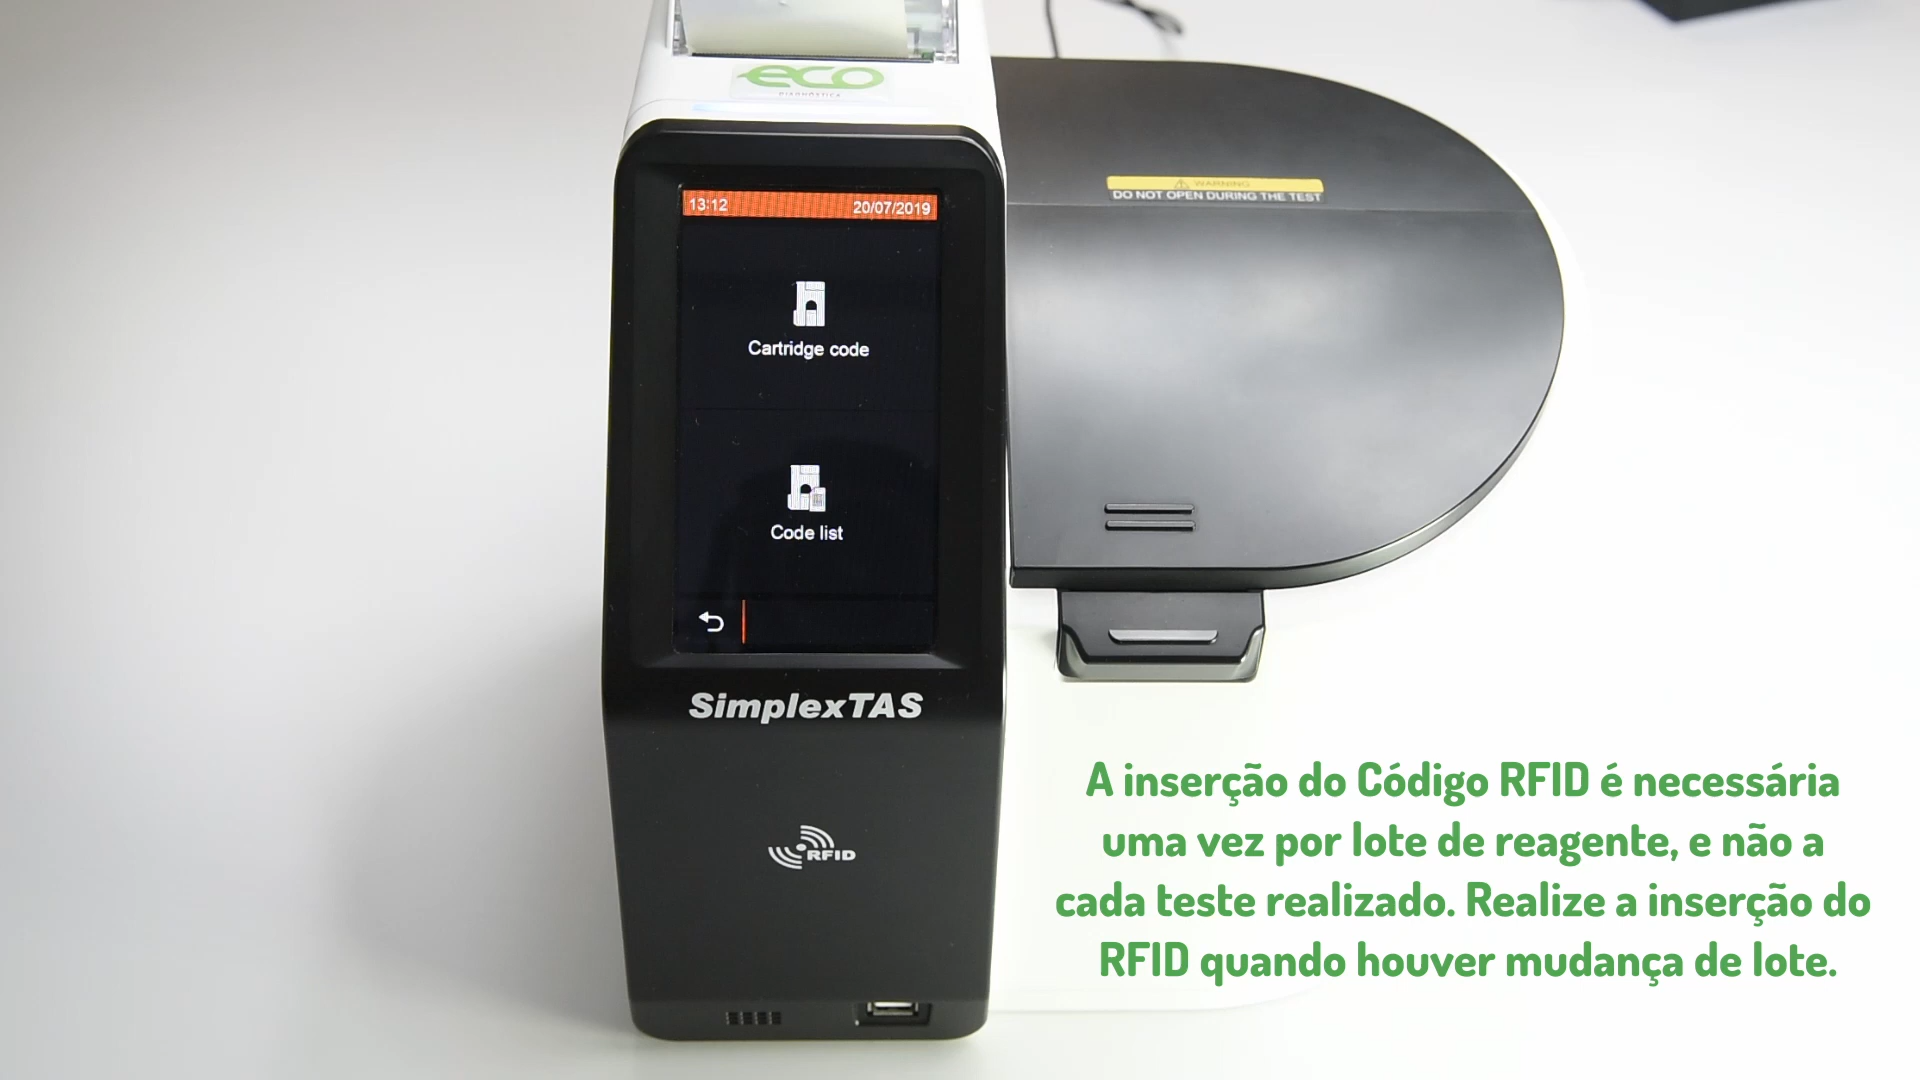 eco
DIAGNÓSTICA
WARNING
DO NOT OPEN DURING THE TEST
13:12 20/07/2019
Cartridge code
Code list
SimplexTAS
RFID
A inserção do Código RFID é necessária
uma vez por lote de reagente, e não a
cada teste realizado. Realize a inserção do
RFID quando houver mudança de lote.